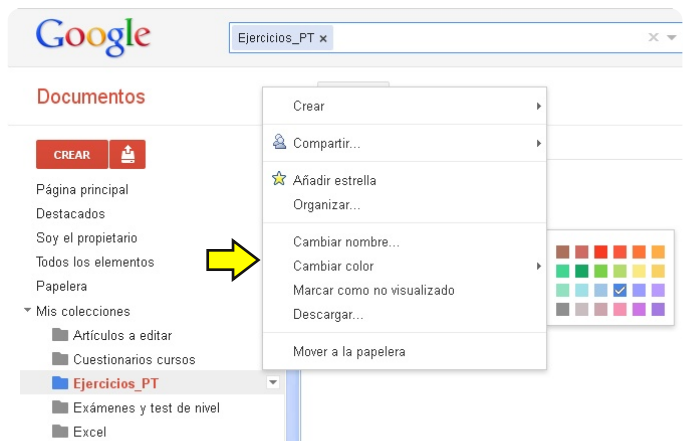 Google
Ejercicios_PT ×
Documentos
CREAR
Página principal
Destacados
Soy el propietario
Todos los elementos
Papelera
Mis colecciones
Artículos a editar
Cuestionarios cursos
Ejercicios_PT
Exámenes y test de nivel
Excel
Crear
Compartir...
Añadir estrella
Organizar...
Cambiar nombre...
Cambiar color
Marcar como no visualizado
Descargar...
Mover a la papelera